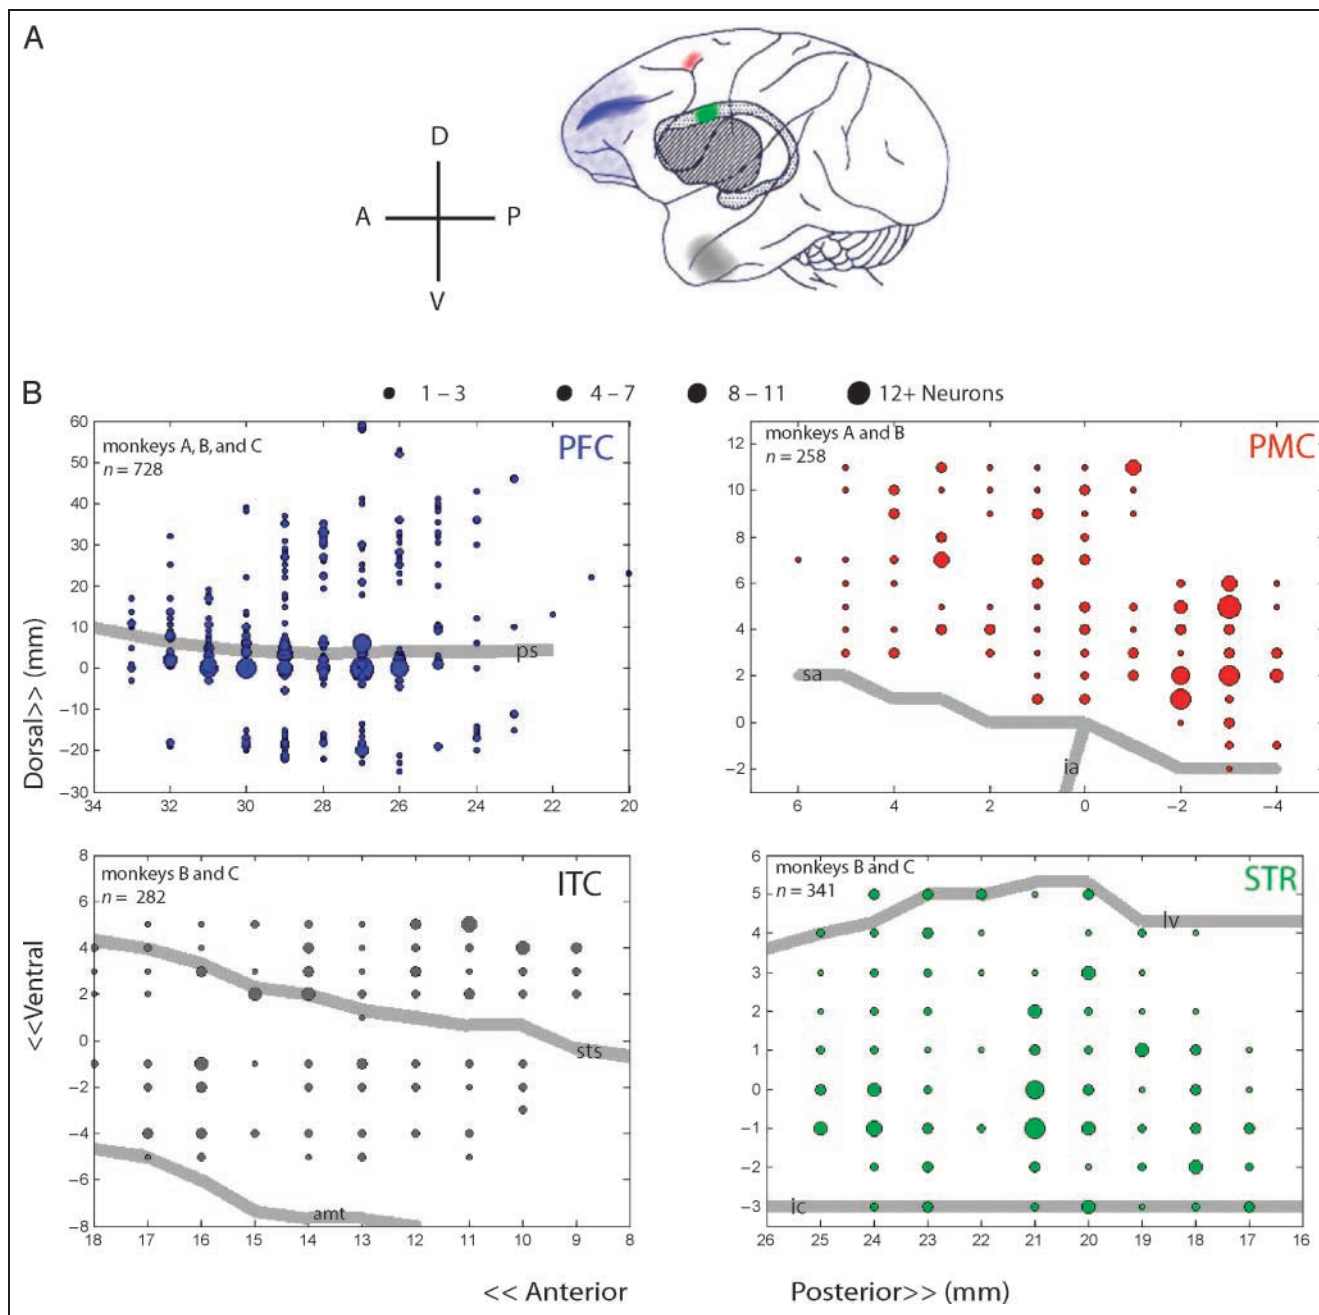 A
D
A P
V
B
1 – 3 4 – 7 8 – 11 12+ Neurons
monkeys A, B, and C
n = 728
PFC
60
50
40
30
20
10
0
−10
−20
−30
ps
34 32 30 28 26 24 22 20
monkeys A and B
n = 258
PMC
12
10
8
6
4
2
0
−2
sa
ia
6 4 2 0 −2 −4
Dorsal>> (mm)
monkeys B and C
n = 282
ITC
8
6
4
2
0
−2
−4
−6
−8
sts
amt
18 17 16 15 14 13 12 11 10 9 8
monkeys B and C
n = 341
STR
6
5
4
3
2
1
0
−1
−2
−3
lv
ic
26 25 24 23 22 21 20 19 18 17 16
<<Ventral
<< Anterior Posterior>> (mm)